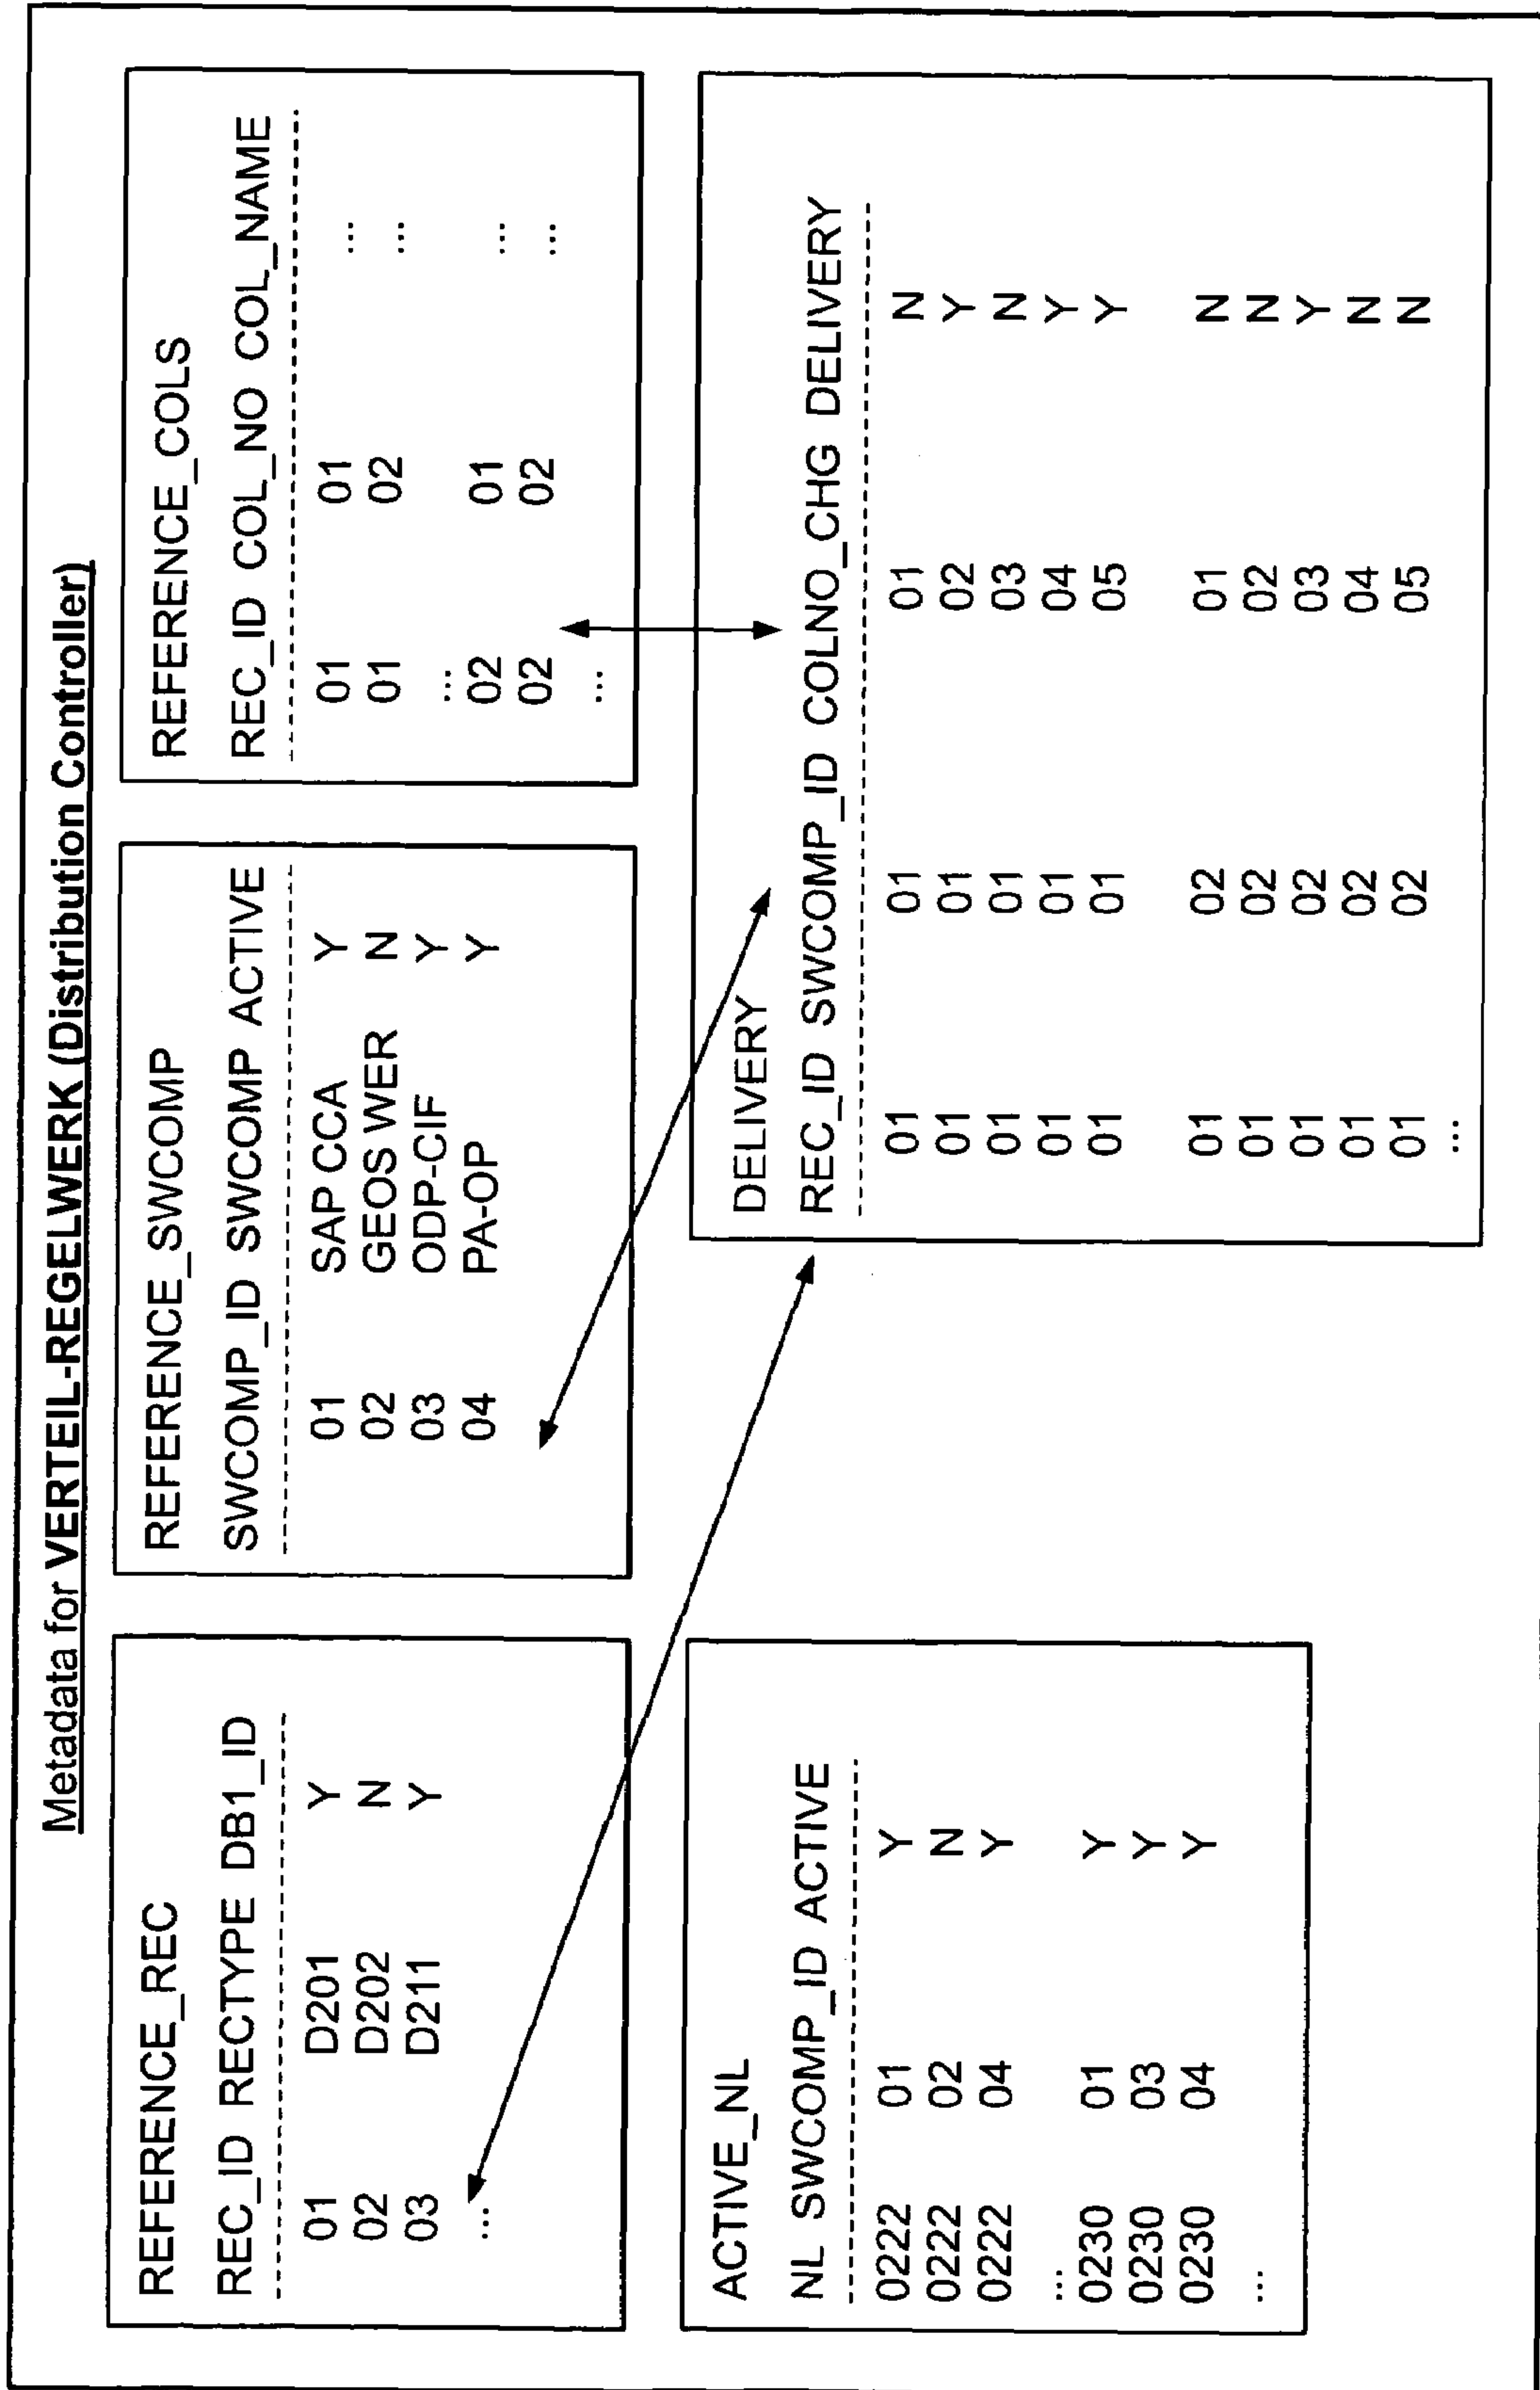 Metadata for VERTEIL-REGELWERK (Distribution Controller)
REFERENCE_REC
REC_ID RECTYPE DB1_ID
01 D201 Y
02 D202 N
03 D211 Y
...
REFERENCE_SWCOMP
SWCOMP_ID SWCOMP ACTIVE
01 SAP CCA Y
02 GEOS WER N
03 ODP-CIF Y
04 PA-OP Y
REFERENCE_COLS
REC_ID COL_NO COL_NAME
01 01 ...
01 02 ...
...
02 01 ...
02 02 ...
...
ACTIVE_NL
NL SWCOMP_ID ACTIVE
0222 01 Y
0222 02 N
0222 04 Y
...
0230 01 Y
0230 03 Y
0230 04 Y
...
DELIVERY
REC_ID SWCOMP_ID COLNO_CHG DELIVERY
01 01 01 N
01 01 02 Y
01 01 03 N
01 01 04 Y
01 01 05 Y
01 02 01 N
01 02 02 N
01 02 03 Y
01 02 04 N
01 02 05 N
...